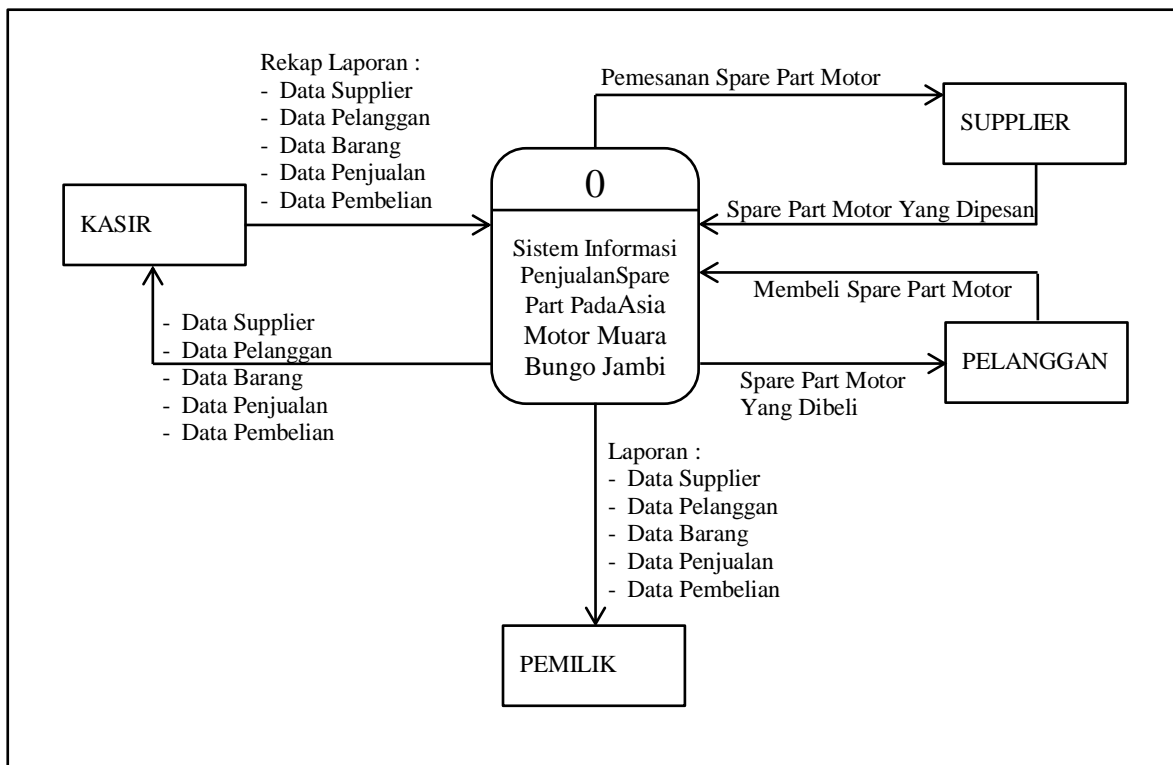 Rekap Laporan :
- Data Supplier
- Data Pelanggan
- Data Barang
- Data Penjualan
- Data Pembelian
KASIR
- Data Supplier
- Data Pelanggan
- Data Barang
- Data Penjualan
- Data Pembelian
0
Sistem Informasi
PenjualanSpare
Part PadaAsia
Motor Muara
Bungo Jambi
Pemesanan Spare Part Motor
SUPPLIER
Spare Part Motor Yang Dipesan
Membeli Spare Part Motor
PELANGGAN
Spare Part Motor
Yang Dibeli
Laporan :
- Data Supplier
- Data Pelanggan
- Data Barang
- Data Penjualan
- Data Pembelian
PEMILIK